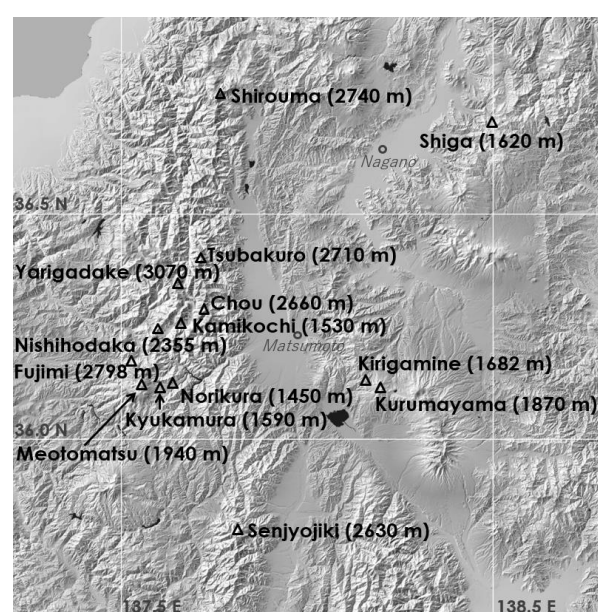 Shirouma (2740 m)
Shiga (1620 m)
Nagano
36.5 N
Tsubakuro (2710 m)
Yarigadake (3070 m)
Chou (2660 m)
Kamikochi (1530 m)
Nishihodaka (2355 m)
Matsumoto
Kirigamine (1682 m)
Fujimi (2798 m)
Norikura (1450 m)
Kurumayama (1870 m)
Kyukamura (1590 m)
36.0 N
Meotomatsu (1940 m)
Senjyojiki (2630 m)
137.5 E
138.5 E